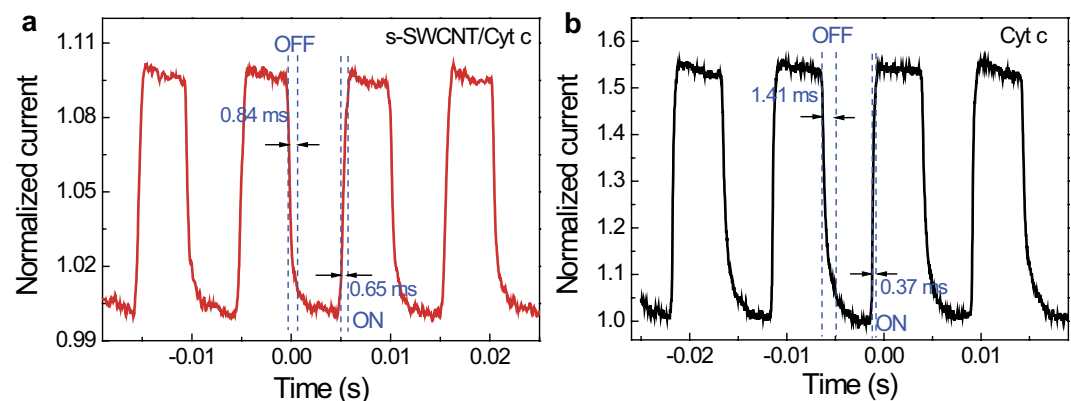 a
s-SWCNT/Cyt c
OFF
0.84 ms
0.65 ms
ON
Normalized current
1.11
1.08
1.05
1.02
0.99
-0.01
0.00
0.01
0.02
Time (s)
b
Cyt c
OFF
1.41 ms
0.37 ms
ON
Normalized current
1.6
1.5
1.4
1.3
1.2
1.1
1.0
-0.02
-0.01
0.00
0.01
Time (s)